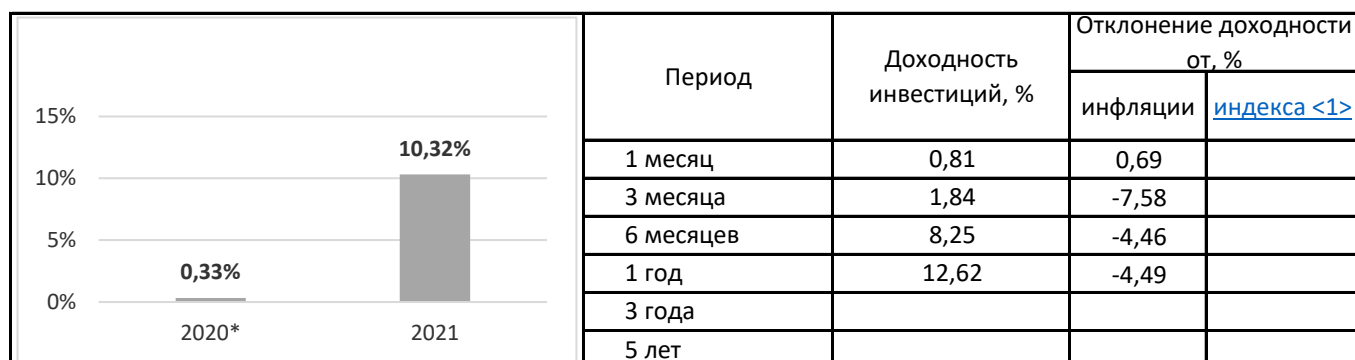 15%
10%
5%
0%
0,33%
10,32%
2020*
2021
Период
Доходность
инвестиций, %
Отклонение доходности
от, %
инфляции
индекса <1>
1 месяц 0,81 0,69
3 месяца 1,84 -7,58
6 месяцев 8,25 -4,46
1 год 12,62 -4,49
3 года
5 лет